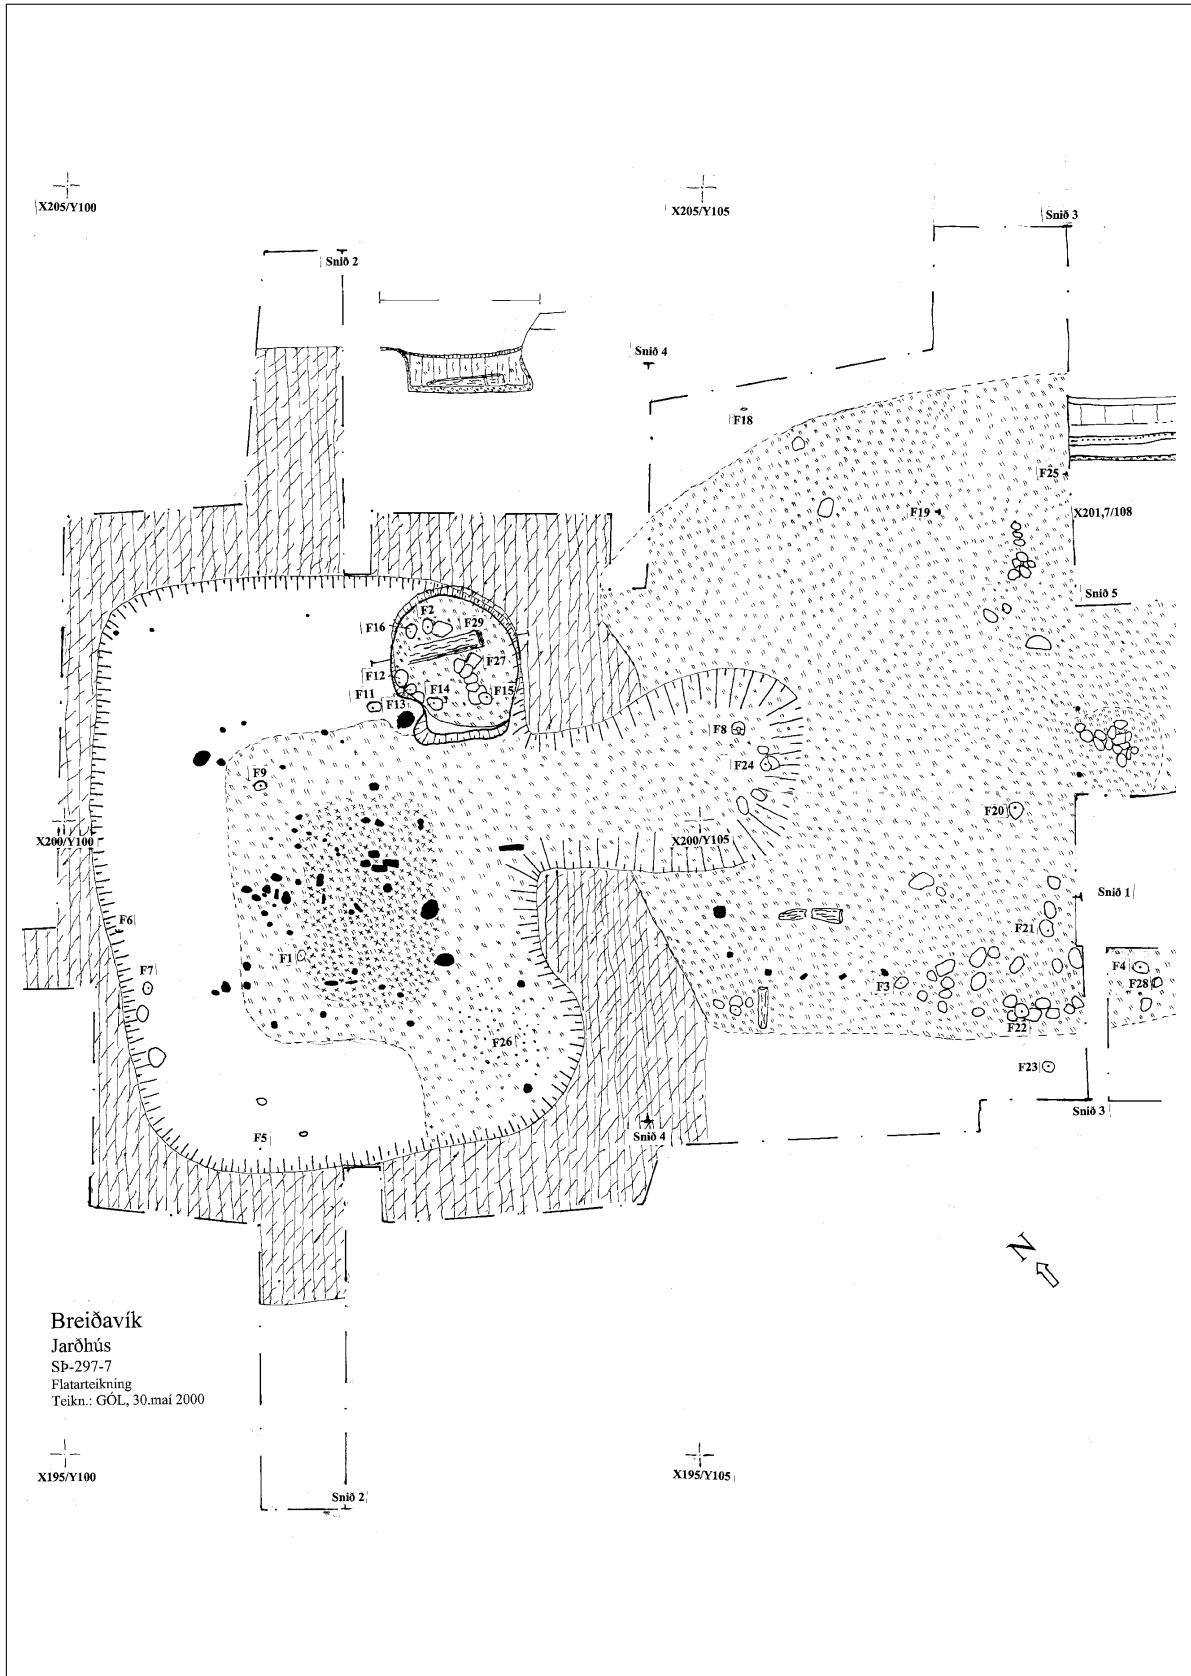 X205/Y100
X205/Y105
Snið 3
Snið 2
Snið 4
F18
F25
F19
X201,7/108
Snið 5
F2
F16
F29
F27
F12
F11
F13
F14
F15
F8
F24
F9
F20
X200/Y100
X200/Y105
Snið 1
F6
F21
F1
F7
F4
F3
F28
F22
F26
F23
F5
Snið 4
Snið 3
N
Breiðavík
Jarðhús
SÞ-297-7
Flatarteikning
Teikn.: GÓL, 30.maí 2000
X195/Y100
X195/Y105
Snið 2